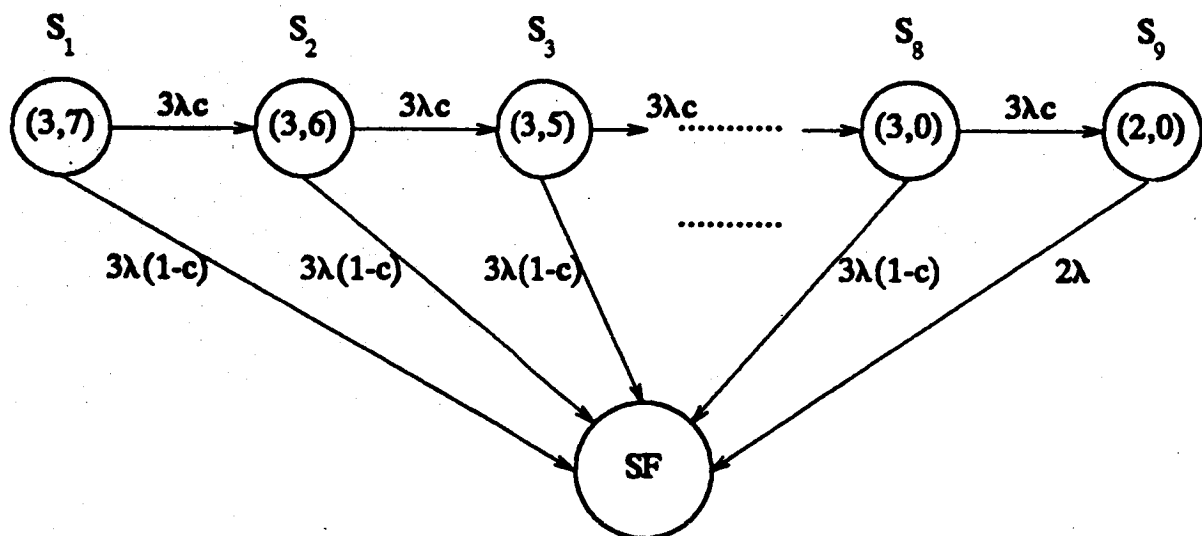 S₁ S₂ S₃ S₈ S₉
(3,7) 3λc (3,6) 3λc (3,5) 3λc .......... (3,0) 3λc (2,0)
..........
3λ(1-c) 3λ(1-c) 3λ(1-c) 3λ(1-c) 2λ
SF